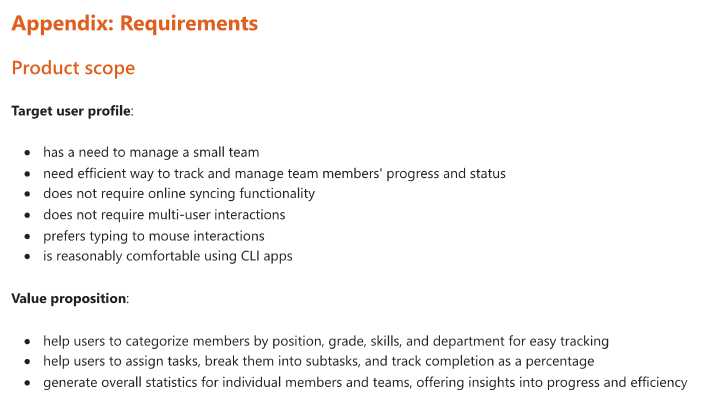 Appendix: Requirements
Product scope
Target user profile:
• has a need to manage a small team
• need efficient way to track and manage team members' progress and status
• does not require online syncing functionality
• does not require multi-user interactions
• prefers typing to mouse interactions
• is reasonably comfortable using CLI apps
Value proposition:
• help users to categorize members by position, grade, skills, and department for easy tracking
• help users to assign tasks, break them into subtasks, and track completion as a percentage
• generate overall statistics for individual members and teams, offering insights into progress and efficiency